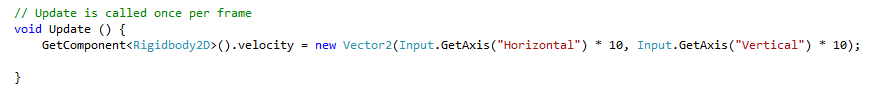 // Update is called once per frame
void Update () {
    GetComponent<Rigidbody2D>().velocity = new Vector2(Input.GetAxis("Horizontal") * 10, Input.GetAxis("Vertical") * 10);
}